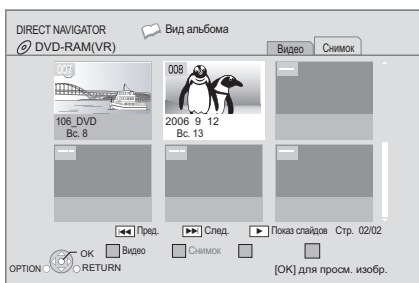 DIRECT NAVIGATOR Вид альбома
DVD-RAM(VR) Видео Снимок
007 008
106_DVD 2006 9 12
Вс. 8 Вс. 13
Пред. След. Показ слайдов Стр. 02/02
OK Видео Снимок
OPTION RETURN [OK] для просм. изобр.